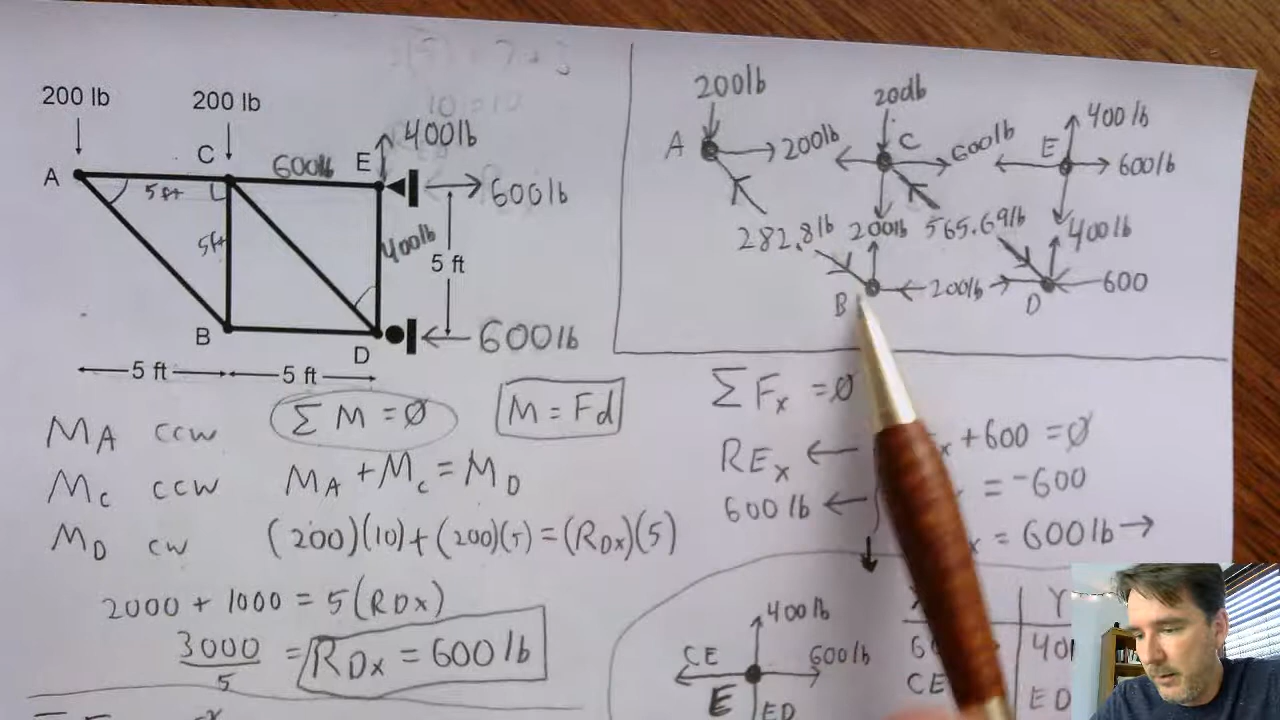 200 lb 200 lb
400lb
C 600lb E
A 5ft 600lb
5ft 400lb 5 ft
B D 600lb
5 ft 5 ft
200lb 20db 400lb
A 200lb C 600lb E 600lb
282.8lb 200lb 565.69lb 400lb
B 200lb D 600
MA ccw ΣM = Ø M = Fd
Mc ccw MA + Mc = MD
MD cw (200)(10)+(200)(5)=(RDx)(5)
2000 + 1000 = 5(RDx)
3000
5
= RDx = 600lb
ΣFx = Ø
REx ← x + 600 = Ø
600lb ← = -600
x = 600lb →
400lb
CE 600lb
E ED
Y
CE
ED